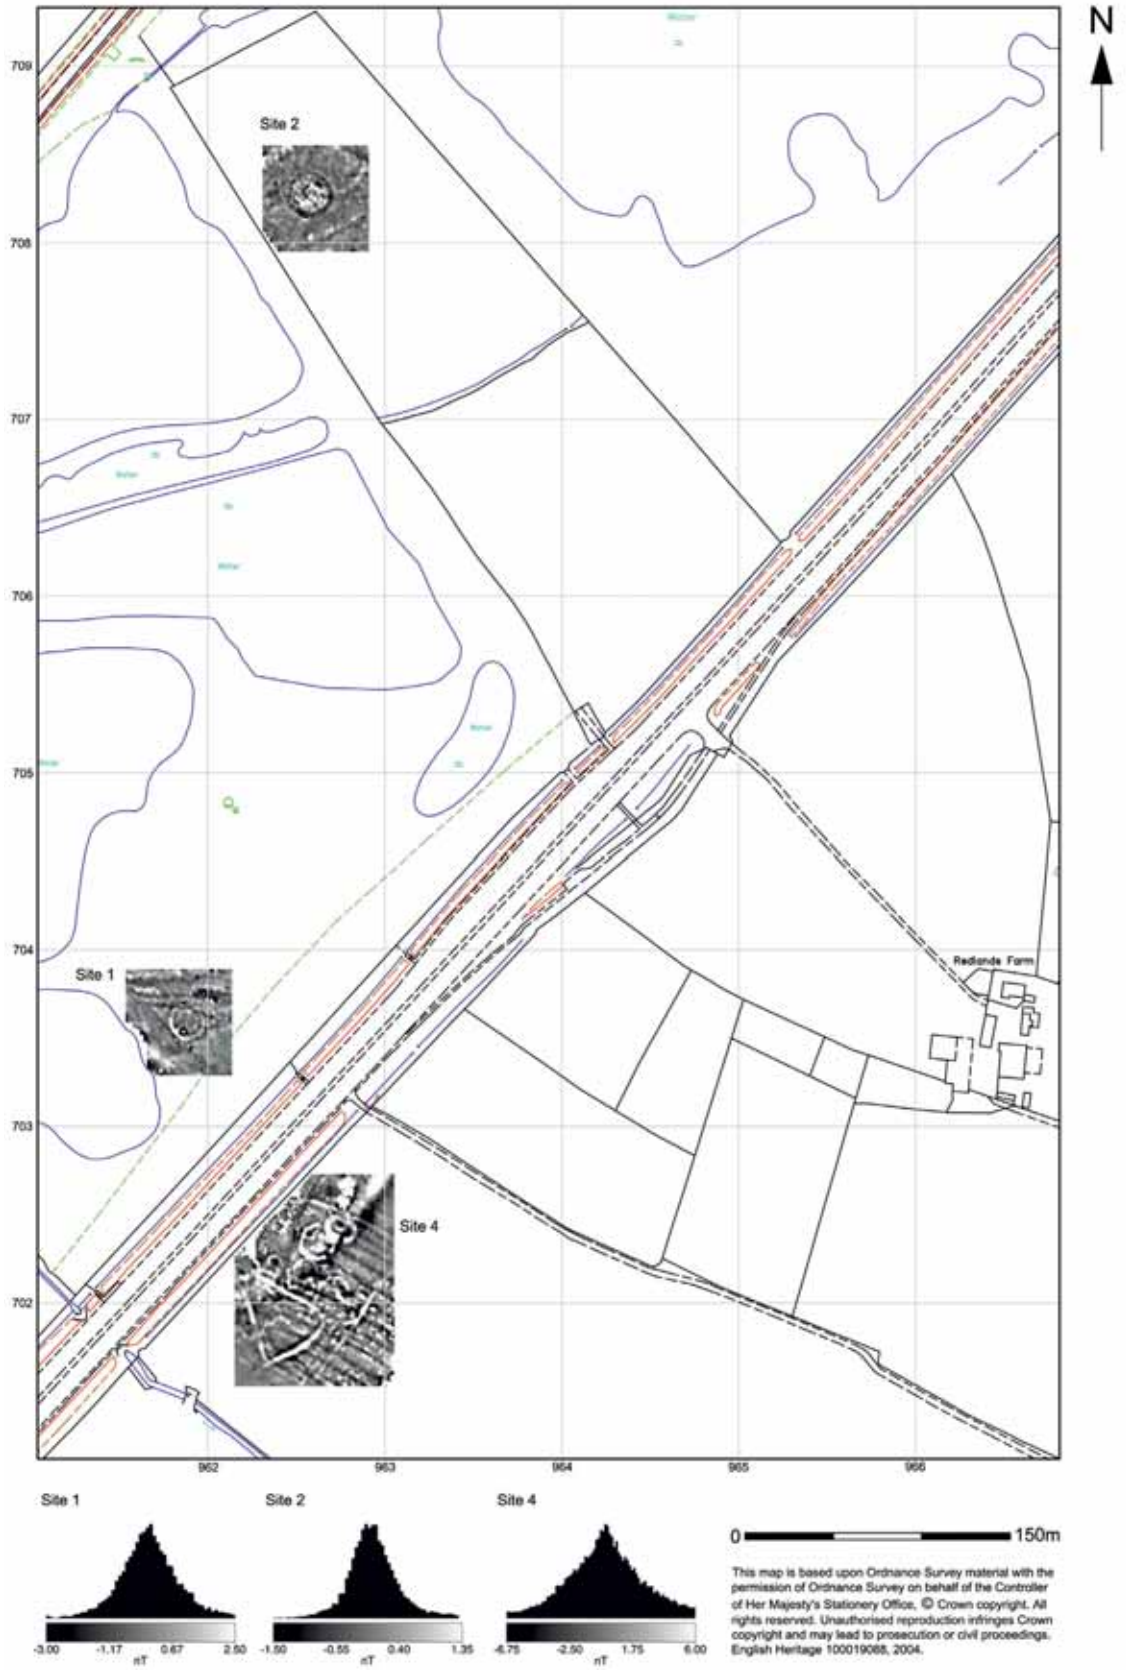 N
709
Water
Site 2
708
707
Water
Water
706
Water
705
704
Redlands Farm
Site 1
703
Site 4
702
962 963 964 965 966
Site 1 Site 2 Site 4
0 150m
-3.00 -1.17 0.67 2.50
nT
-1.50 -0.55 0.40 1.35
nT
-6.75 -2.50 1.75 6.00
nT
This map is based upon Ordnance Survey material with the
permission of Ordnance Survey on behalf of the Controller
of Her Majesty's Stationery Office, © Crown copyright. All
rights reserved. Unauthorised reproduction infringes Crown
copyright and may lead to prosecution or civil proceedings.
English Heritage 100019088, 2004.